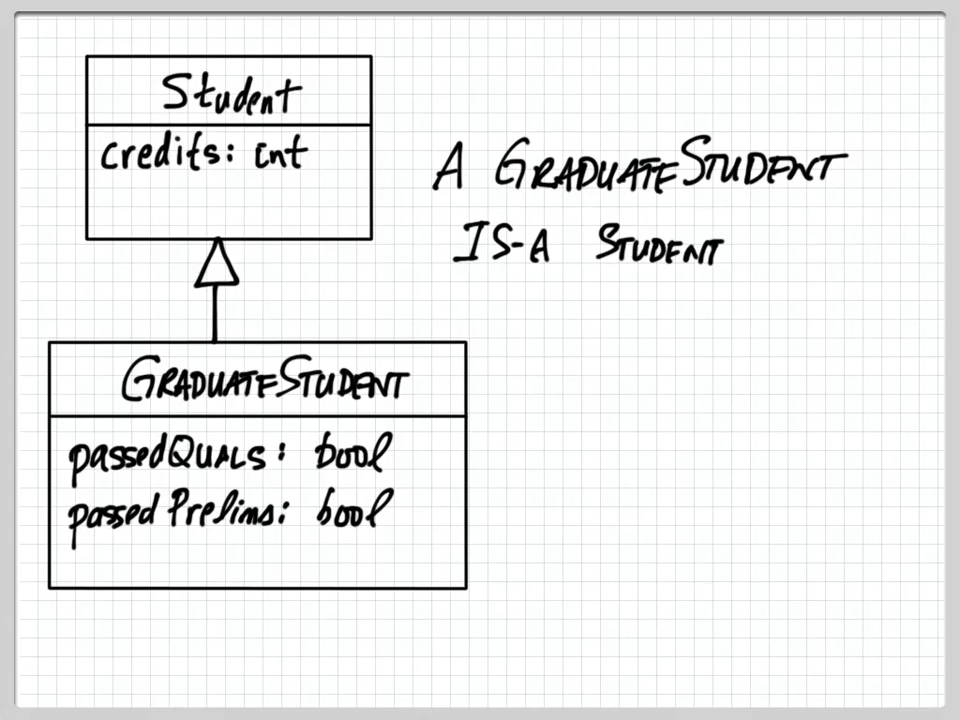 Student
credits: int
A GRADUATESTUDENT
IS-A STUDENT
GRADUATESTUDENT
passedQUALS: bool
passedPrelims: bool